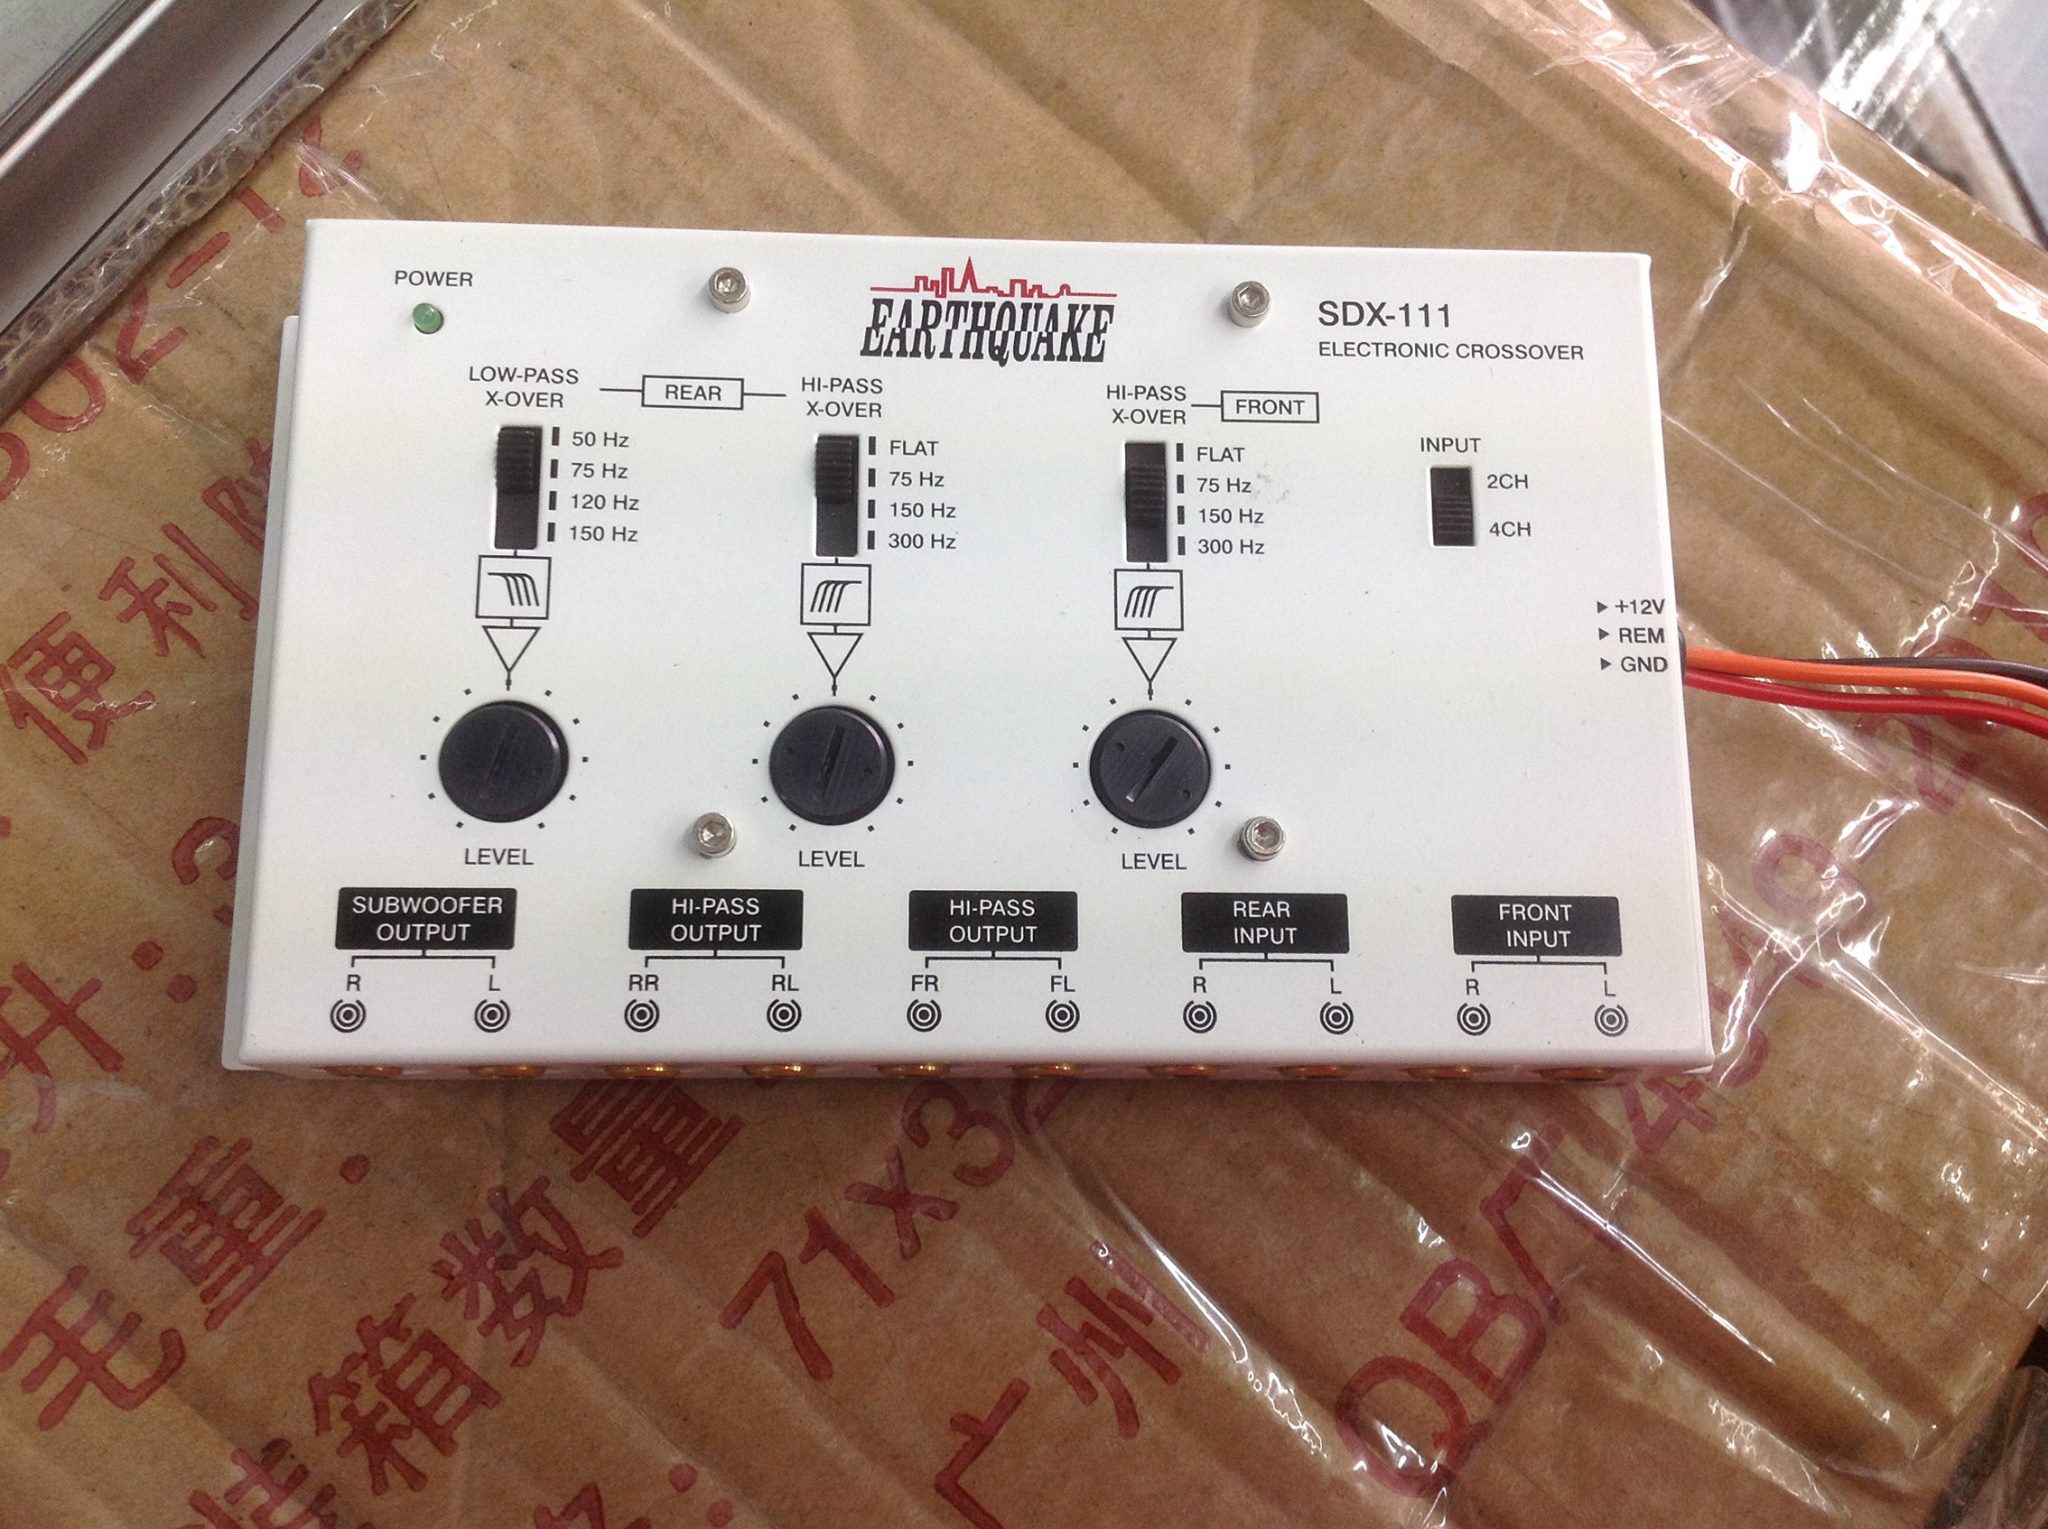 POWER
EARTHQUAKE
SDX-111
ELECTRONIC CROSSOVER
LOW-PASS
X-OVER
REAR
HI-PASS
X-OVER
HI-PASS
X-OVER
FRONT
50 Hz
75 Hz
120 Hz
150 Hz
FLAT
75 Hz
150 Hz
300 Hz
FLAT
75 Hz
150 Hz
300 Hz
INPUT
2CH
4CH
+12V
REM
GND
LEVEL
LEVEL
LEVEL
SUBWOOFER
OUTPUT
R L
HI-PASS
OUTPUT
RR RL
HI-PASS
OUTPUT
FR FL
REAR
INPUT
R L
FRONT
INPUT
R L
便利
毛重:
箱数量
71x32
广州